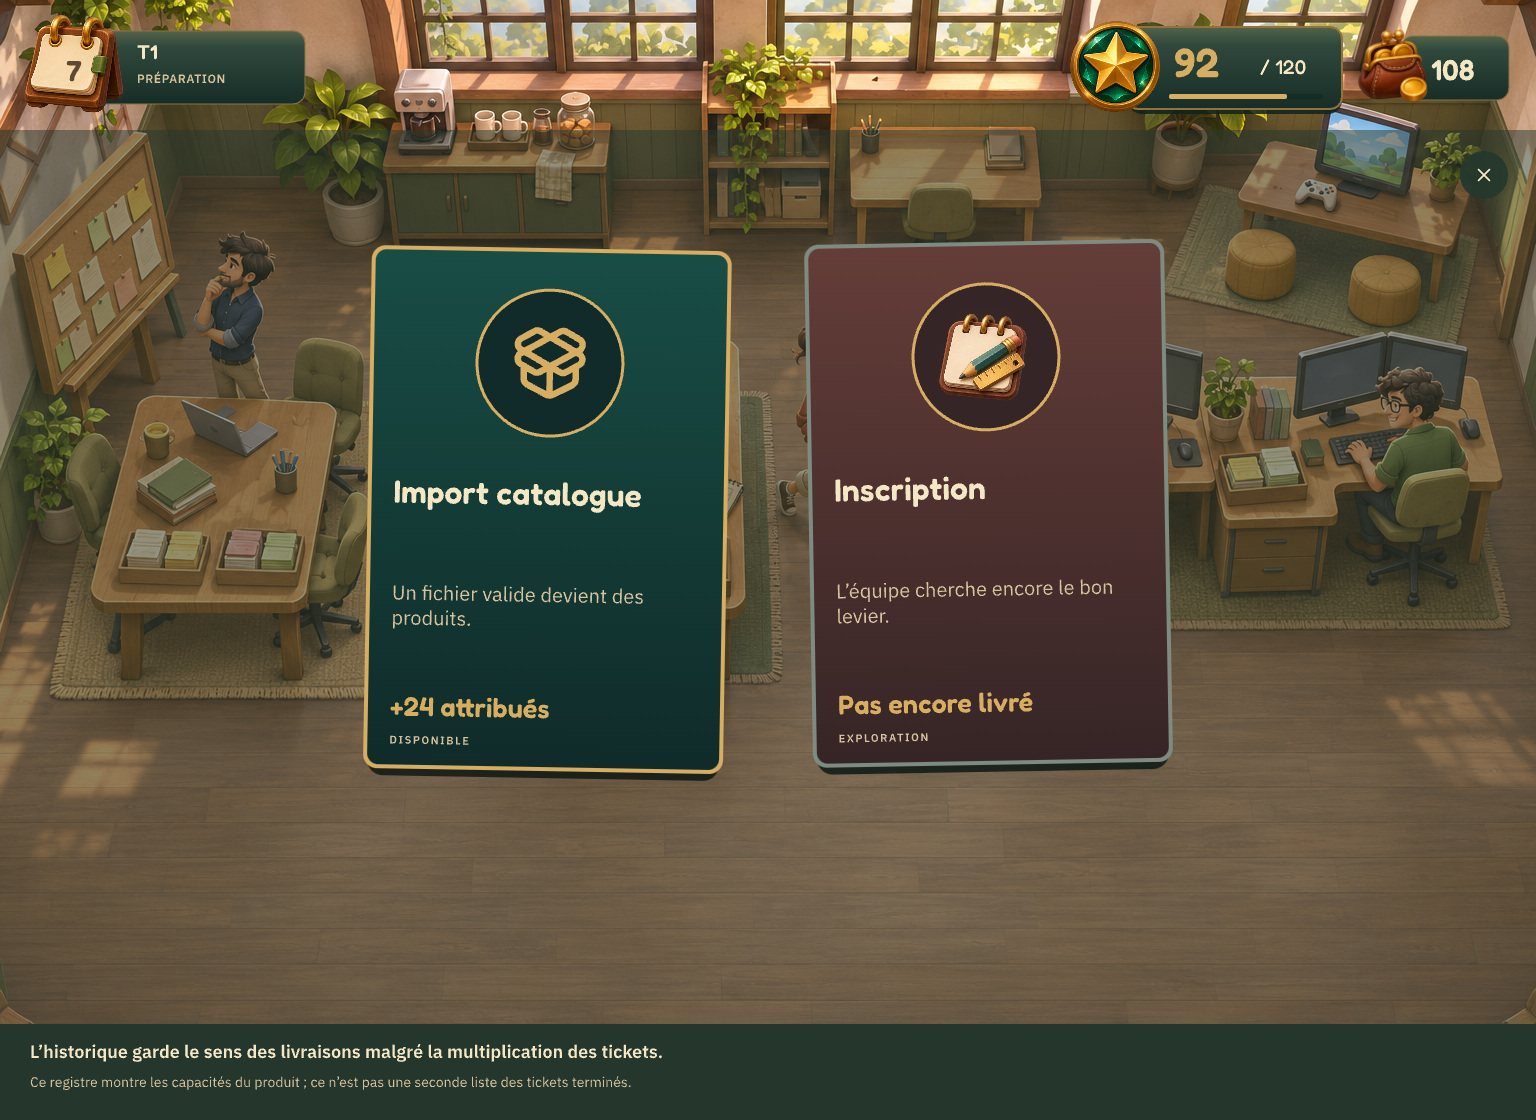 7
T1
PRÉPARATION
92 / 120
108
Import catalogue
Un fichier valide devient des
produits.
+24 attribués
DISPONIBLE
Inscription
L’équipe cherche encore le bon
levier.
Pas encore livré
EXPLORATION
L’historique garde le sens des livraisons malgré la multiplication des tickets.
Ce registre montre les capacités du produit ; ce n’est pas une seconde liste des tickets terminés.